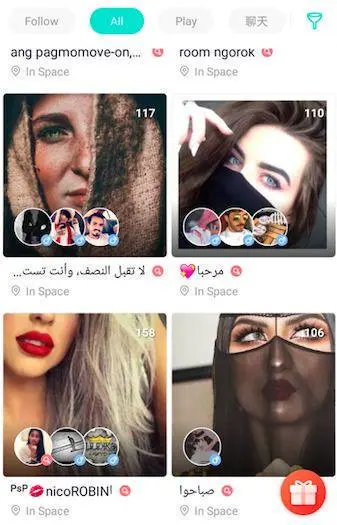 Follow All Play 聊天
ang pagmomove-on,... room ngorok
In Space In Space
117 110
لا تقبل النصف، وأنت تست... مرحبا💖
In Space In Space
158 106
ᴾˢᴾ💋nicoROBINا صباحوا
In Space In Space